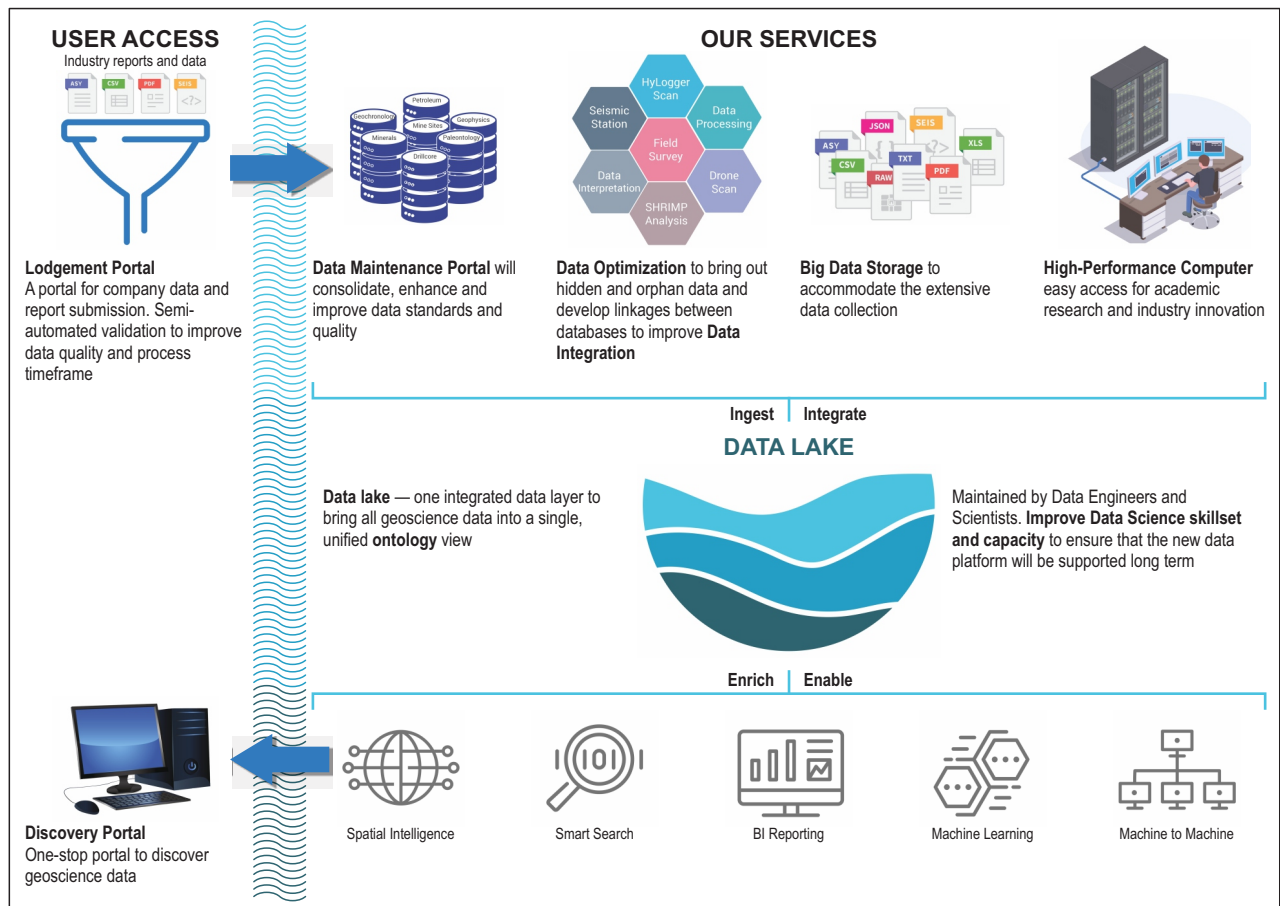 USER ACCESS
Industry reports and data
ASY
CSV
PDF
SEIS
<?>
Lodgement Portal
A portal for company data and
report submission. Semi-
automated validation to improve
data quality and process
timeframe
OUR SERVICES
Petroleum
Geochronology
Geophysics
Mine Sites
Minerals
Paleontology
Drillcore
Data Maintenance Portal will
consolidate, enhance and
improve data standards and
quality
HyLogger
Scan
Seismic
Station
Data
Processing
Field
Survey
Data
Interpretation
Drone
Scan
SHRIMP
Analysis
Data Optimization to bring out
hidden and orphan data and
develop linkages between
databases to improve Data
Integration
JSON
SEIS
ASY
{ }
<?>
XLS
CSV
TXT
RAW
PDF
Big Data Storage to
accommodate the extensive
data collection
High-Performance Computer
easy access for academic
research and industry innovation
Ingest Integrate
DATA LAKE
Data lake — one integrated data layer to
bring all geoscience data into a single,
unified ontology view
Maintained by Data Engineers and
Scientists. Improve Data Science skillset
and capacity to ensure that the new data
platform will be supported long term
Enrich Enable
Discovery Portal
One-stop portal to discover
geoscience data
Spatial Intelligence
101
Smart Search
BI Reporting
Machine Learning
Machine to Machine